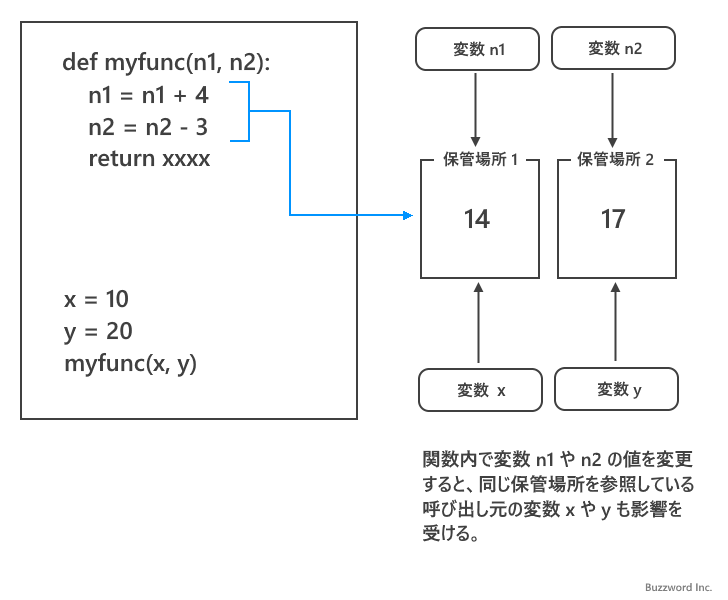 def myfunc(n1, n2):
n1 = n1 + 4
n2 = n2 - 3
return xxxx
x = 10
y = 20
myfunc(x, y)
変数 n1
変数 n2
保管場所 1
保管場所 2
14
17
変数 x
変数 y
関数内で変数 n1 や n2 の値を変更
すると、同じ保管場所を参照している
呼び出し元の変数 x や y も影響を
受ける。
Buzzword Inc.